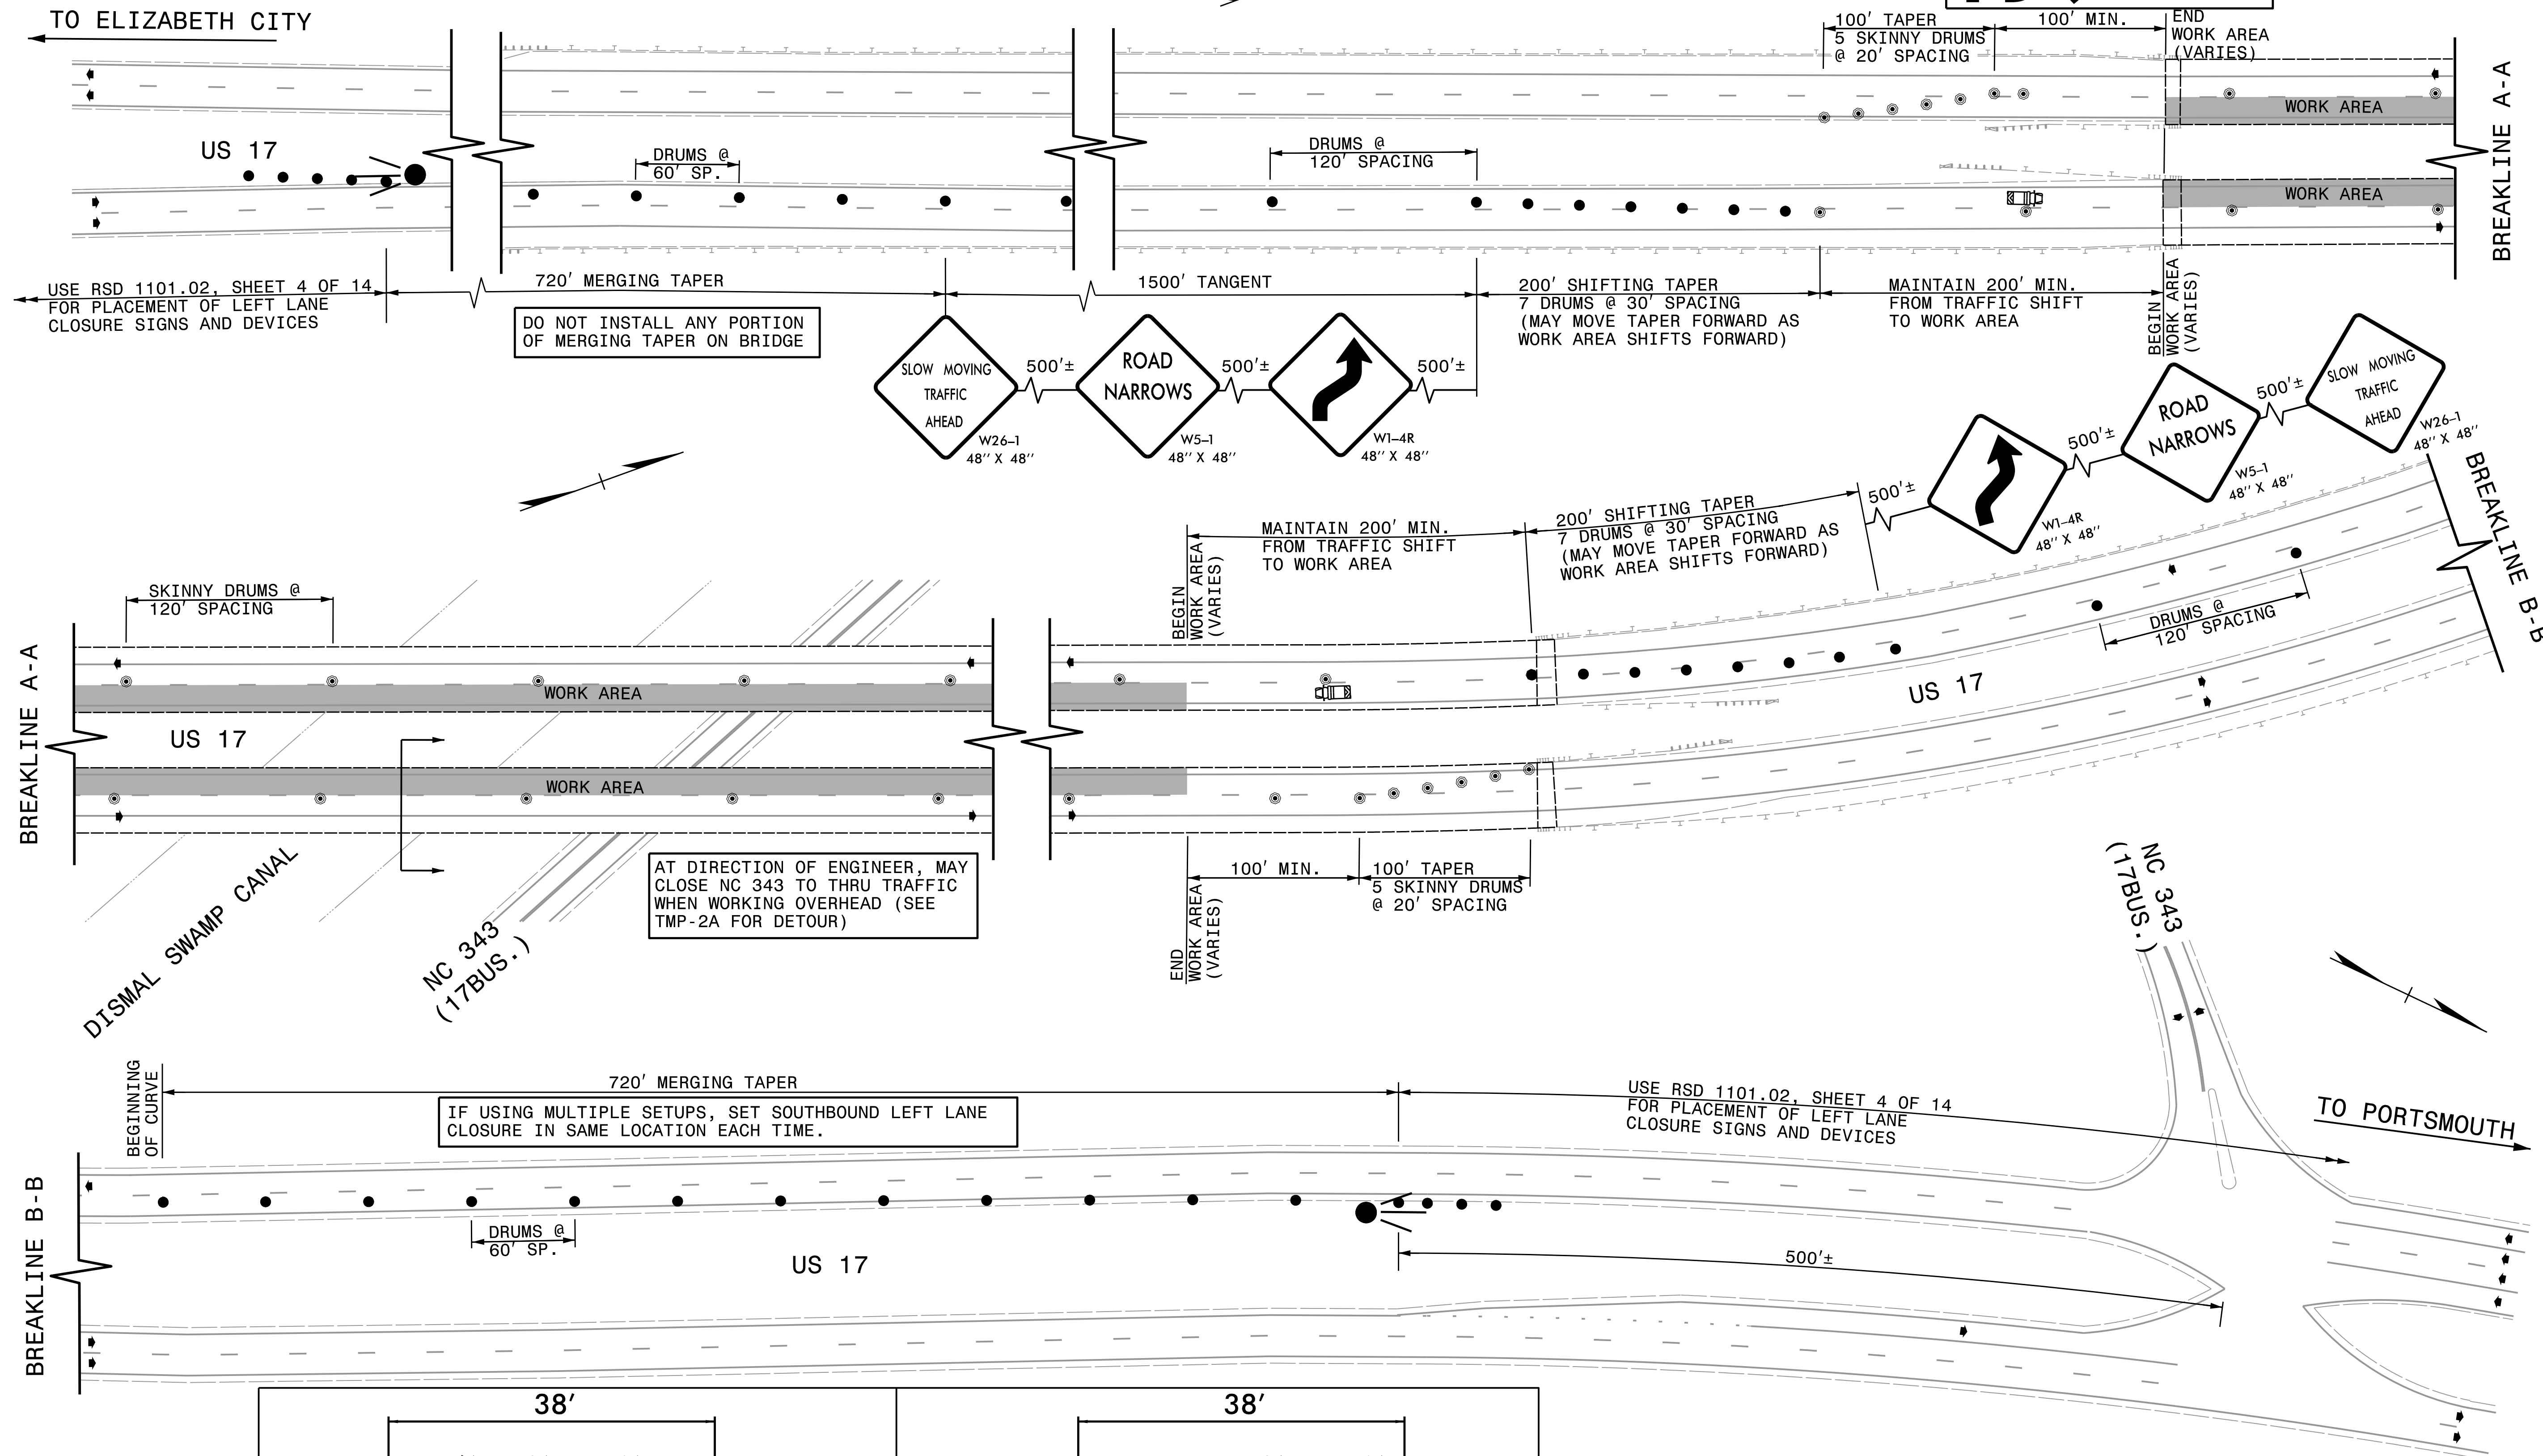 TO ELIZABETH CITY
100' TAPER
5 SKINNY DRUMS
@ 20' SPACING
100' MIN.
END
WORK AREA
(VARIES)
WORK AREA
BREAKLINE A-A
US 17
DRUMS @
60' SP.
DRUMS @
120' SPACING
WORK AREA
USE RSD 1101.02, SHEET 4 OF 14
FOR PLACEMENT OF LEFT LANE
CLOSURE SIGNS AND DEVICES
720' MERGING TAPER
DO NOT INSTALL ANY PORTION
OF MERGING TAPER ON BRIDGE
1500' TANGENT
200' SHIFTING TAPER
7 DRUMS @ 30' SPACING
(MAY MOVE TAPER FORWARD AS
WORK AREA SHIFTS FORWARD)
MAINTAIN 200' MIN.
FROM TRAFFIC SHIFT
TO WORK AREA
BEGIN
WORK AREA
(VARIES)
SLOW MOVING
TRAFFIC
AHEAD
W26-1
48" X 48"
500'±
ROAD
NARROWS
W5-1
48" X 48"
500'±
W1-4R
48" X 48"
500'±
500'±
W1-4R
48" X 48"
500'±
ROAD
NARROWS
W5-1
48" X 48"
500'±
SLOW MOVING
TRAFFIC
AHEAD
W26-1
48" X 48"
BREAKLINE B-B
SKINNY DRUMS @
120' SPACING
BEGIN
WORK AREA
(VARIES)
MAINTAIN 200' MIN.
FROM TRAFFIC SHIFT
TO WORK AREA
200' SHIFTING TAPER
7 DRUMS @ 30' SPACING
(MAY MOVE TAPER FORWARD AS
WORK AREA SHIFTS FORWARD)
DRUMS @
120' SPACING
BREAKLINE A-A
WORK AREA
US 17
US 17
WORK AREA
AT DIRECTION OF ENGINEER, MAY
CLOSE NC 343 TO THRU TRAFFIC
WHEN WORKING OVERHEAD (SEE
TMP-2A FOR DETOUR)
100' MIN.
100' TAPER
5 SKINNY DRUMS
@ 20' SPACING
END
WORK AREA
(VARIES)
DISMAL SWAMP CANAL
NC 343
(17BUS.)
NC 343
(17BUS.)
BEGINNING
OF CURVE
720' MERGING TAPER
IF USING MULTIPLE SETUPS, SET SOUTHBOUND LEFT LANE
CLOSURE IN SAME LOCATION EACH TIME.
USE RSD 1101.02, SHEET 4 OF 14
FOR PLACEMENT OF LEFT LANE
CLOSURE SIGNS AND DEVICES
TO PORTSMOUTH
BREAKLINE B-B
DRUMS @
60' SP.
US 17
500'±
38'
38'